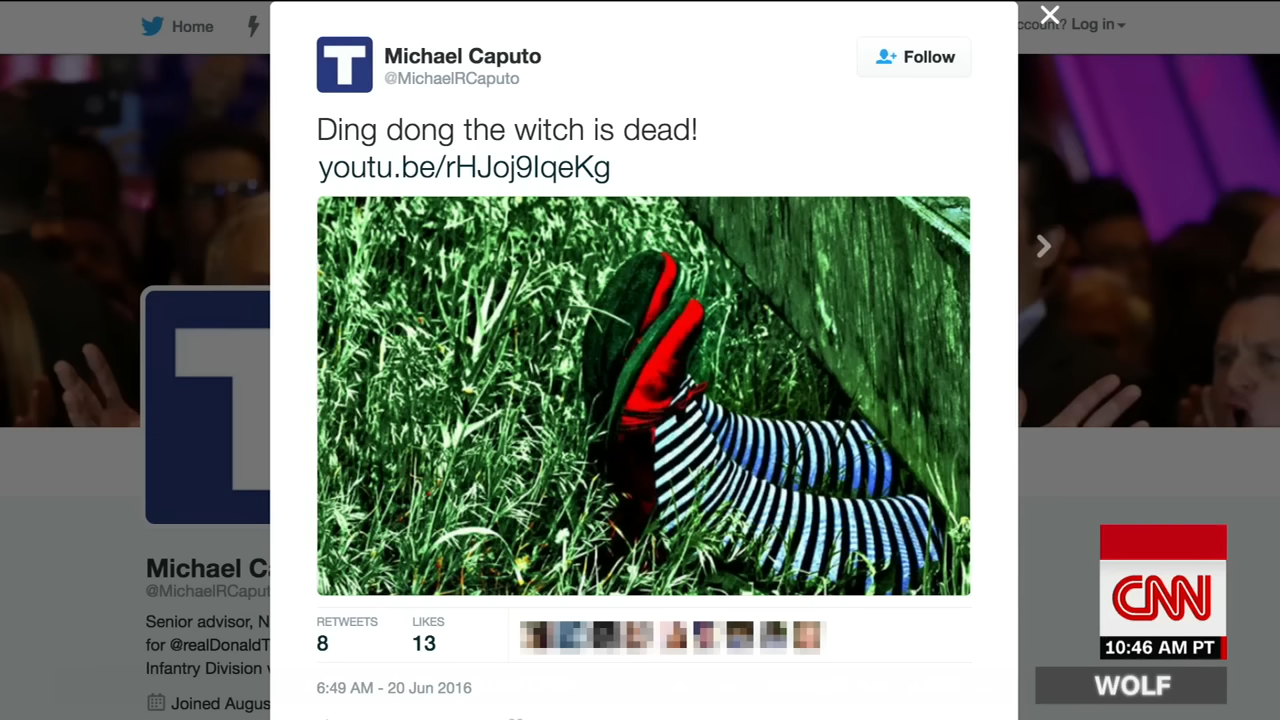 Home
ccount? Log in
Michael Caputo
@MichaelRCaputo
Follow
Ding dong the witch is dead!
youtu.be/rHJoj9IqeKg
T
Michael Ca
@MichaelRCaput
Senior advisor, N
for @realDonaldT
Infantry Division
Joined Augus
RETWEETS
8
LIKES
13
6:49 AM - 20 Jun 2016
CNN
10:46 AM PT
WOLF